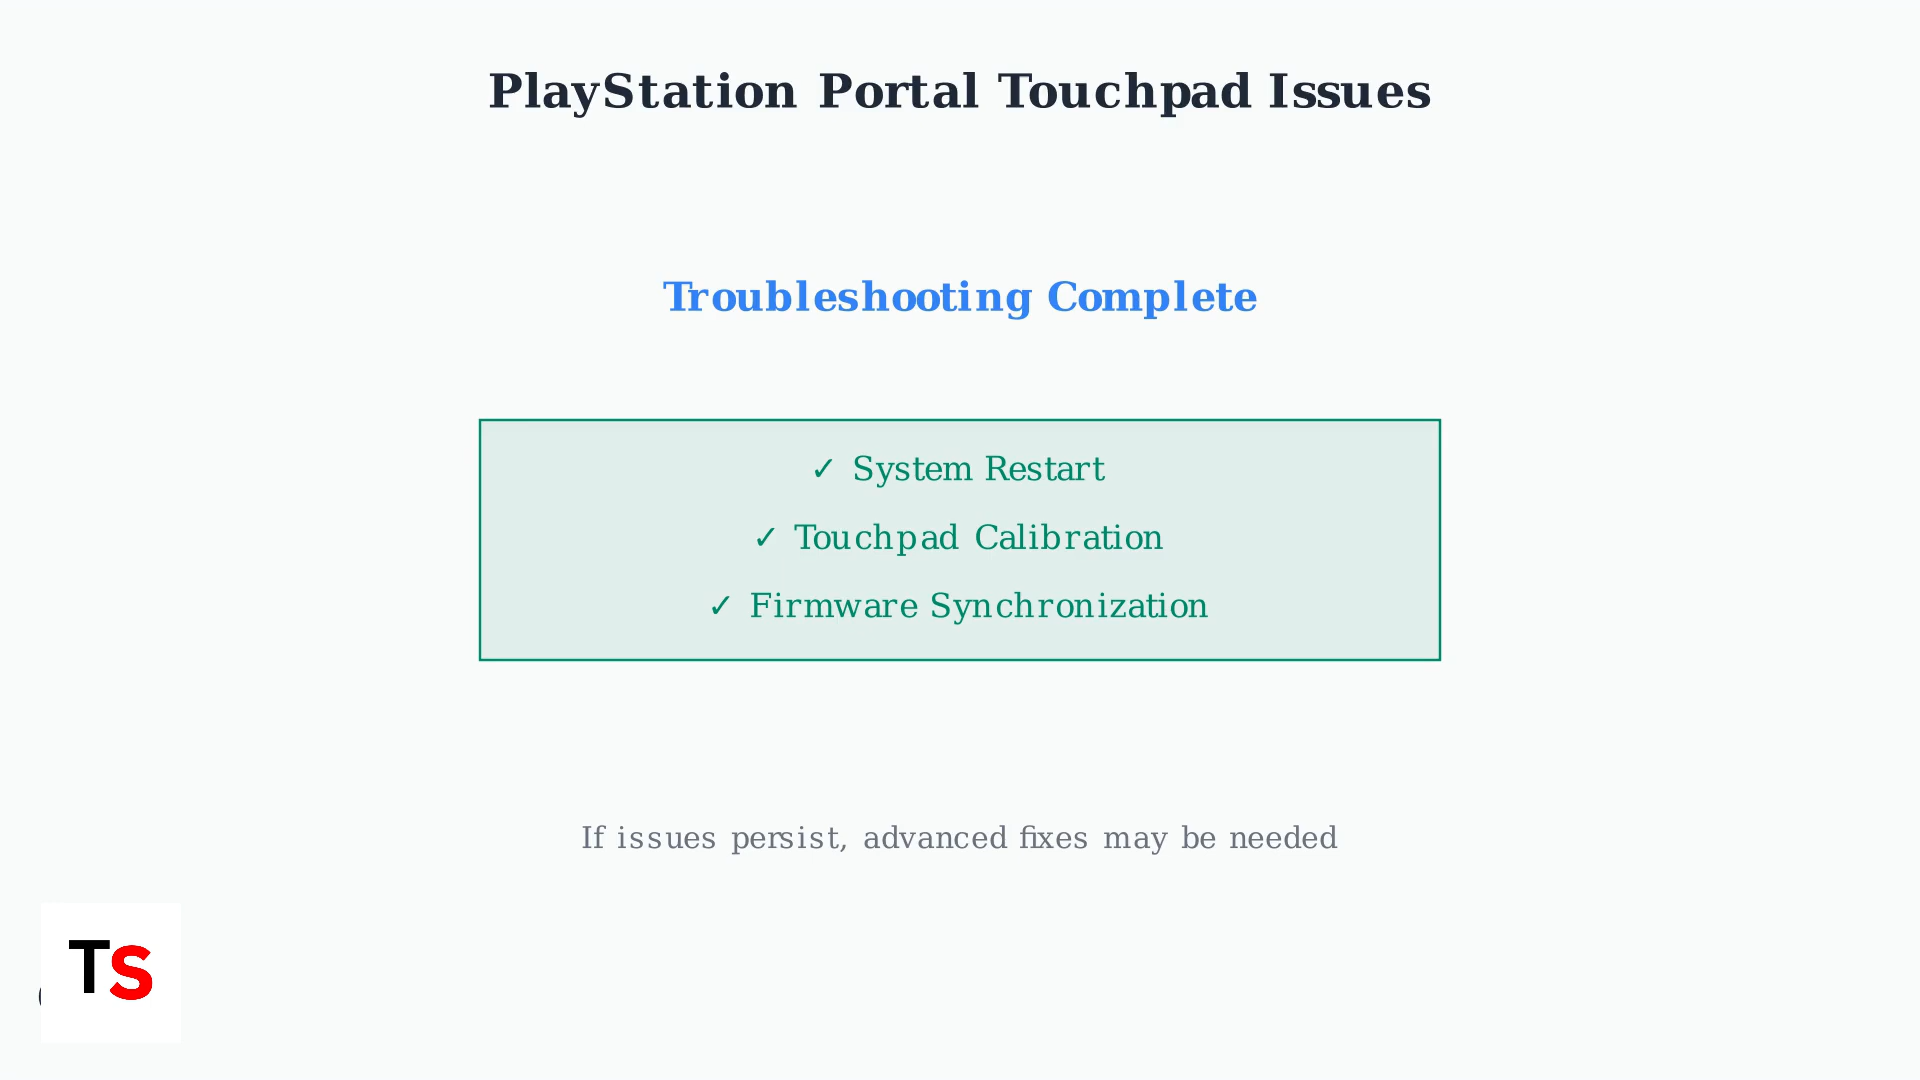 PlayStation Portal Touchpad Issues
Troubleshooting Complete
✓ System Restart
✓ Touchpad Calibration
✓ Firmware Synchronization
If issues persist, advanced fixes may be needed
TS